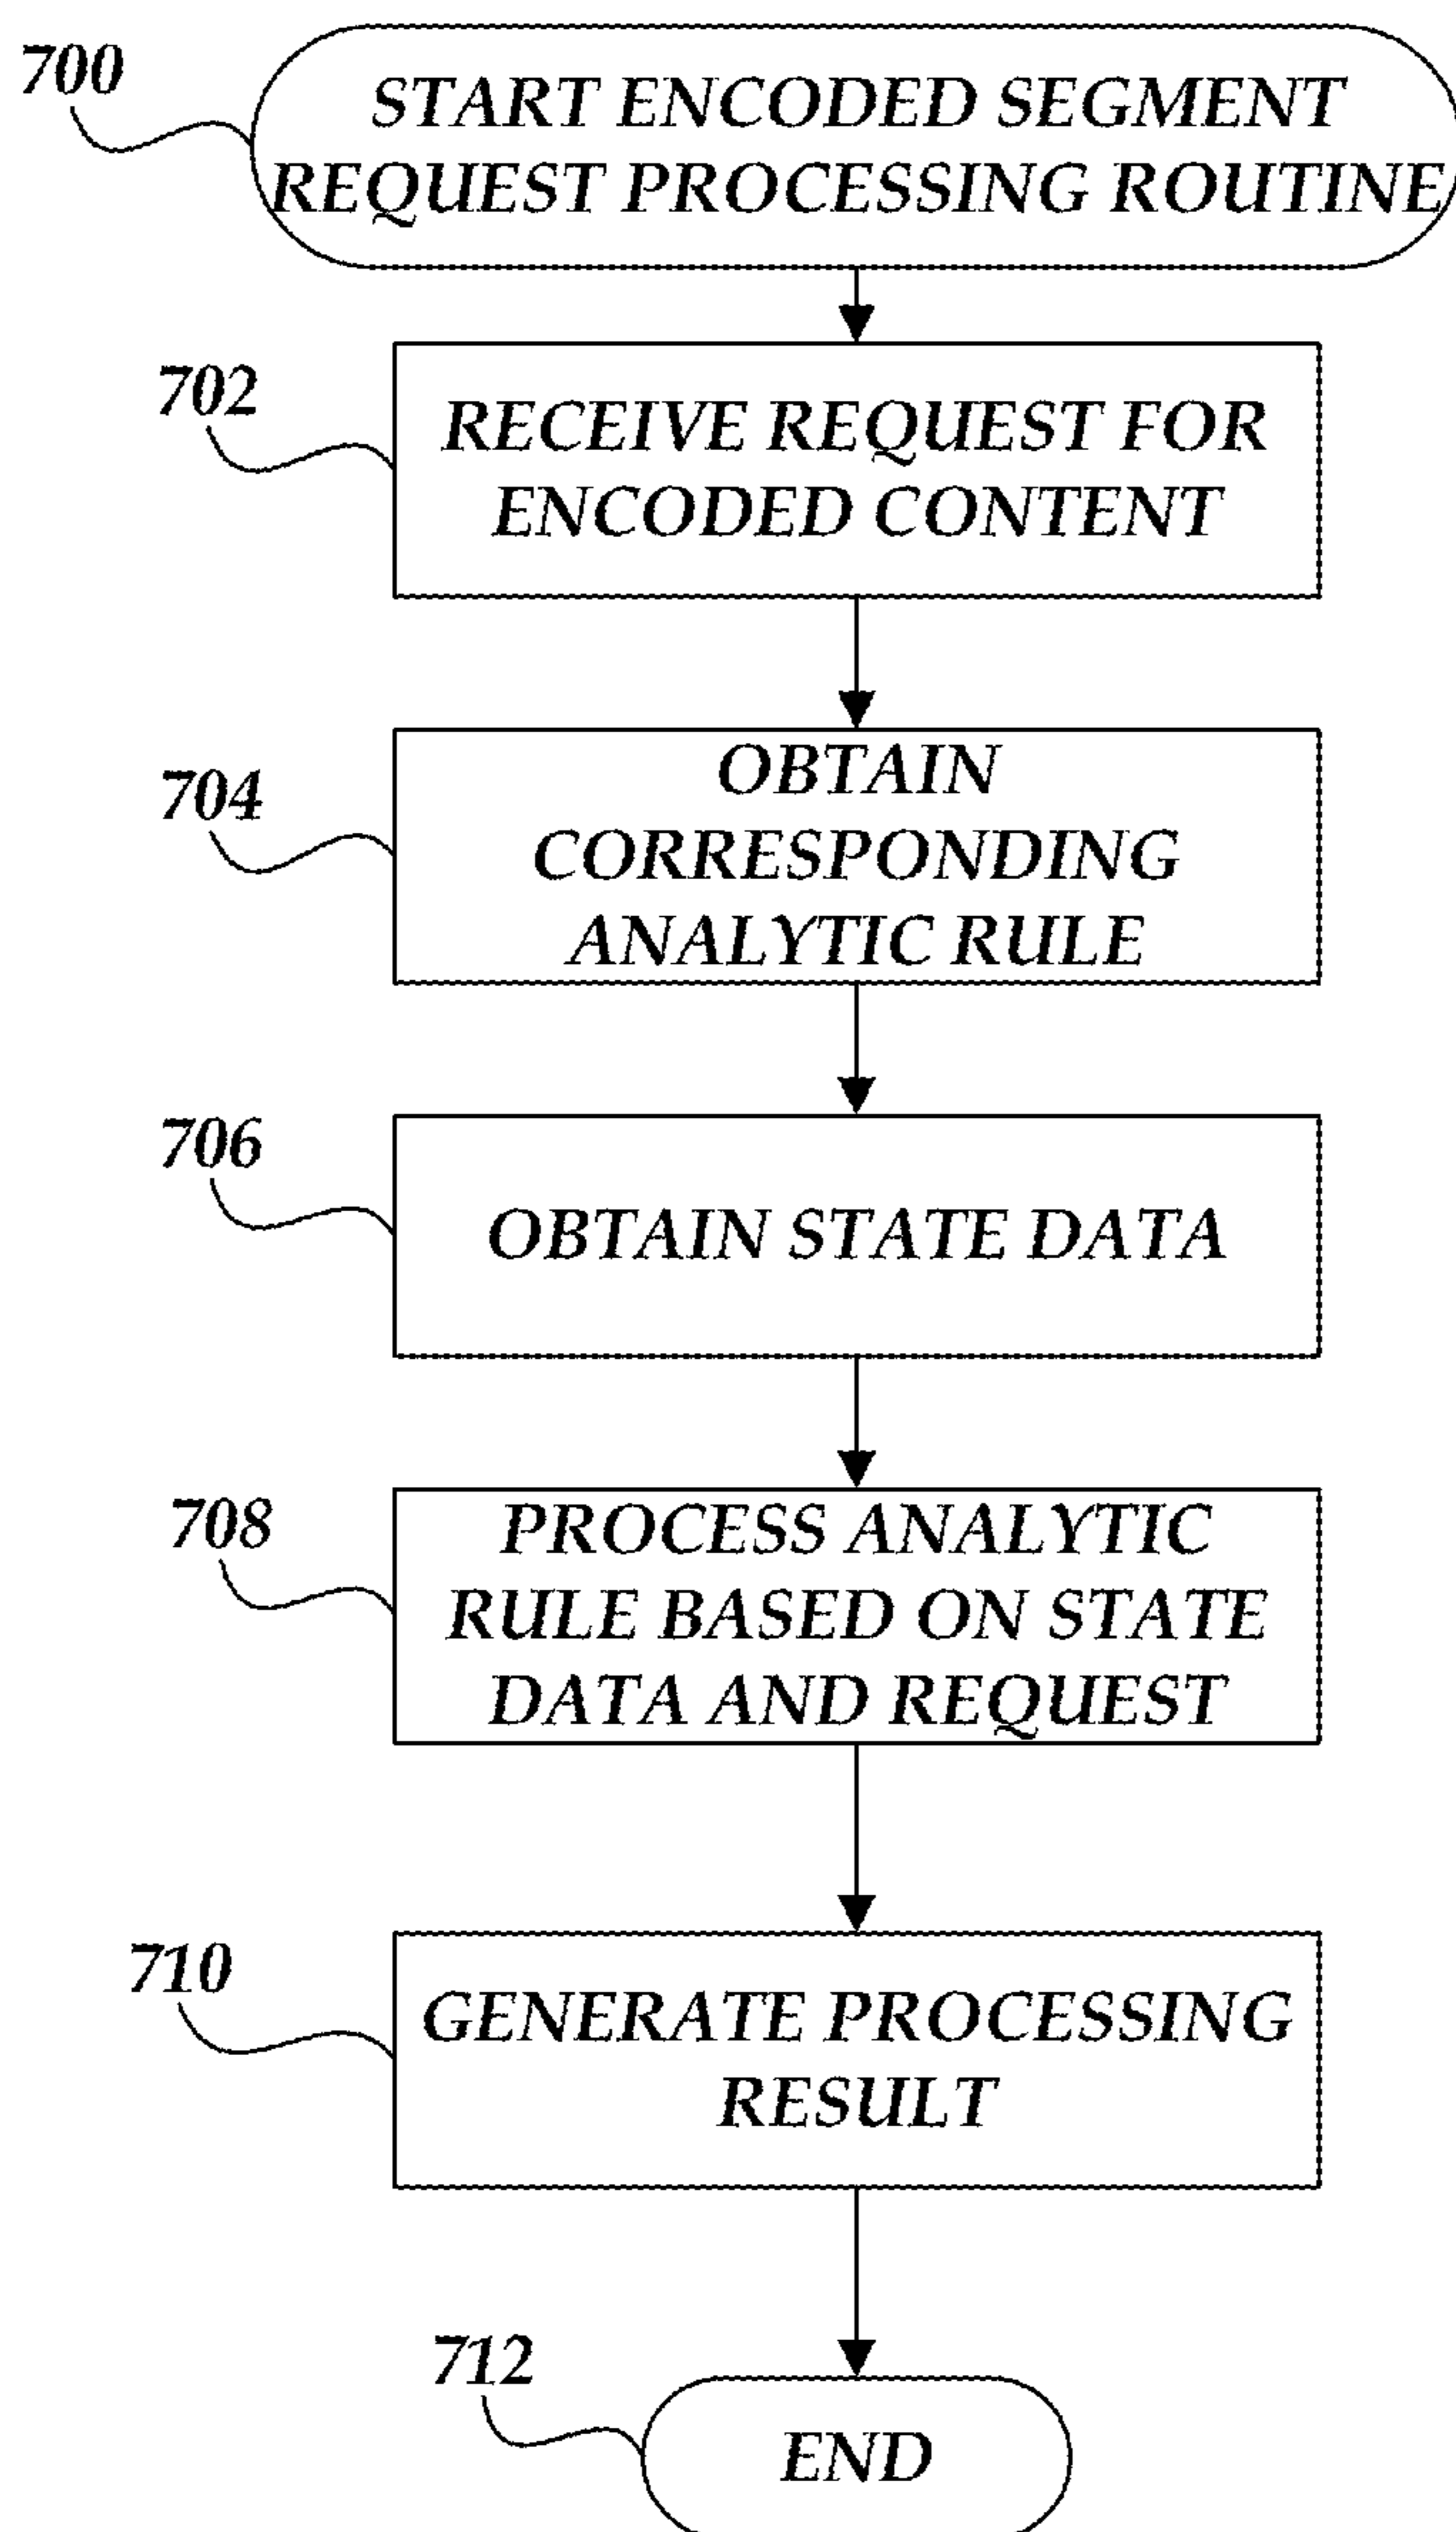 700
START ENCODED SEGMENT
REQUEST PROCESSING ROUTINE
702
RECEIVE REQUEST FOR
ENCODED CONTENT
704
OBTAIN
CORRESPONDING
ANALYTIC RULE
706
OBTAIN STATE DATA
708
PROCESS ANALYTIC
RULE BASED ON STATE
DATA AND REQUEST
710
GENERATE PROCESSING
RESULT
712
END